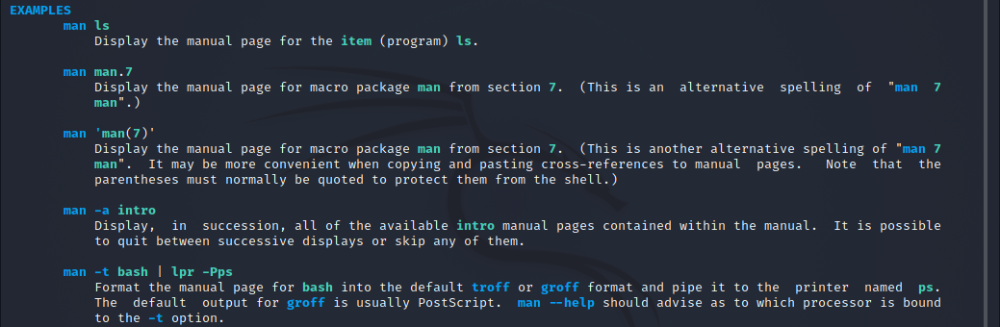 EXAMPLES
man ls
Display the manual page for the item (program) ls.
man man.7
Display the manual page for macro package man from section 7.  (This is an  alternative  spelling  of  "man  7
man".)
man 'man(7)'
Display the manual page for macro package man from section 7.  (This is another alternative spelling of "man 7
man".  It may be more convenient when copying and pasting cross-references to manual  pages.   Note  that  the
parentheses must normally be quoted to protect them from the shell.)
man -a intro
Display,  in  succession, all of the available intro manual pages contained within the manual.  It is possible
to quit between successive displays or skip any of them.
man -t bash | lpr -Pps
Format the manual page for bash into the default troff or groff format and pipe it to the  printer  named  ps.
The  default  output for groff is usually PostScript.  man --help should advise as to which processor is bound
to the -t option.